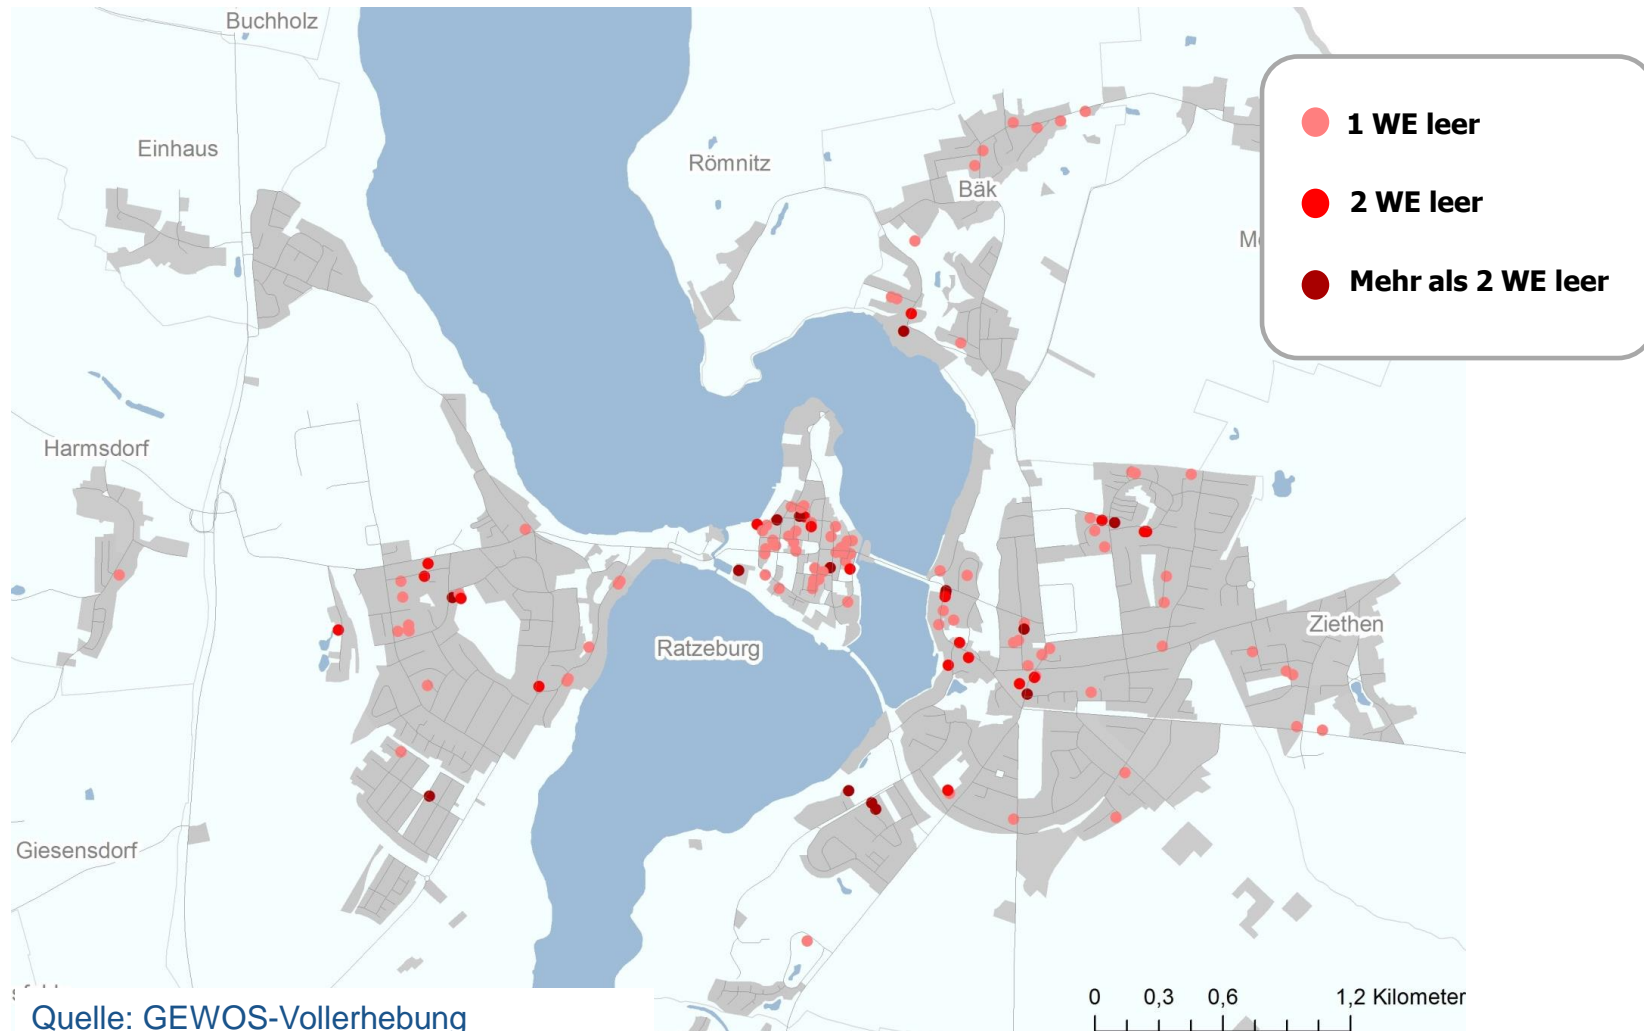 Buchholz
Einhaus
Römnitz
Bäk
1 WE leer
2 WE leer
Mehr als 2 WE leer
Harmsdorf
Ziethen
Ratzeburg
Giesensdorf
0 0,3 0,6 1,2 Kilometer
Quelle: GEWOS-Vollerhebung